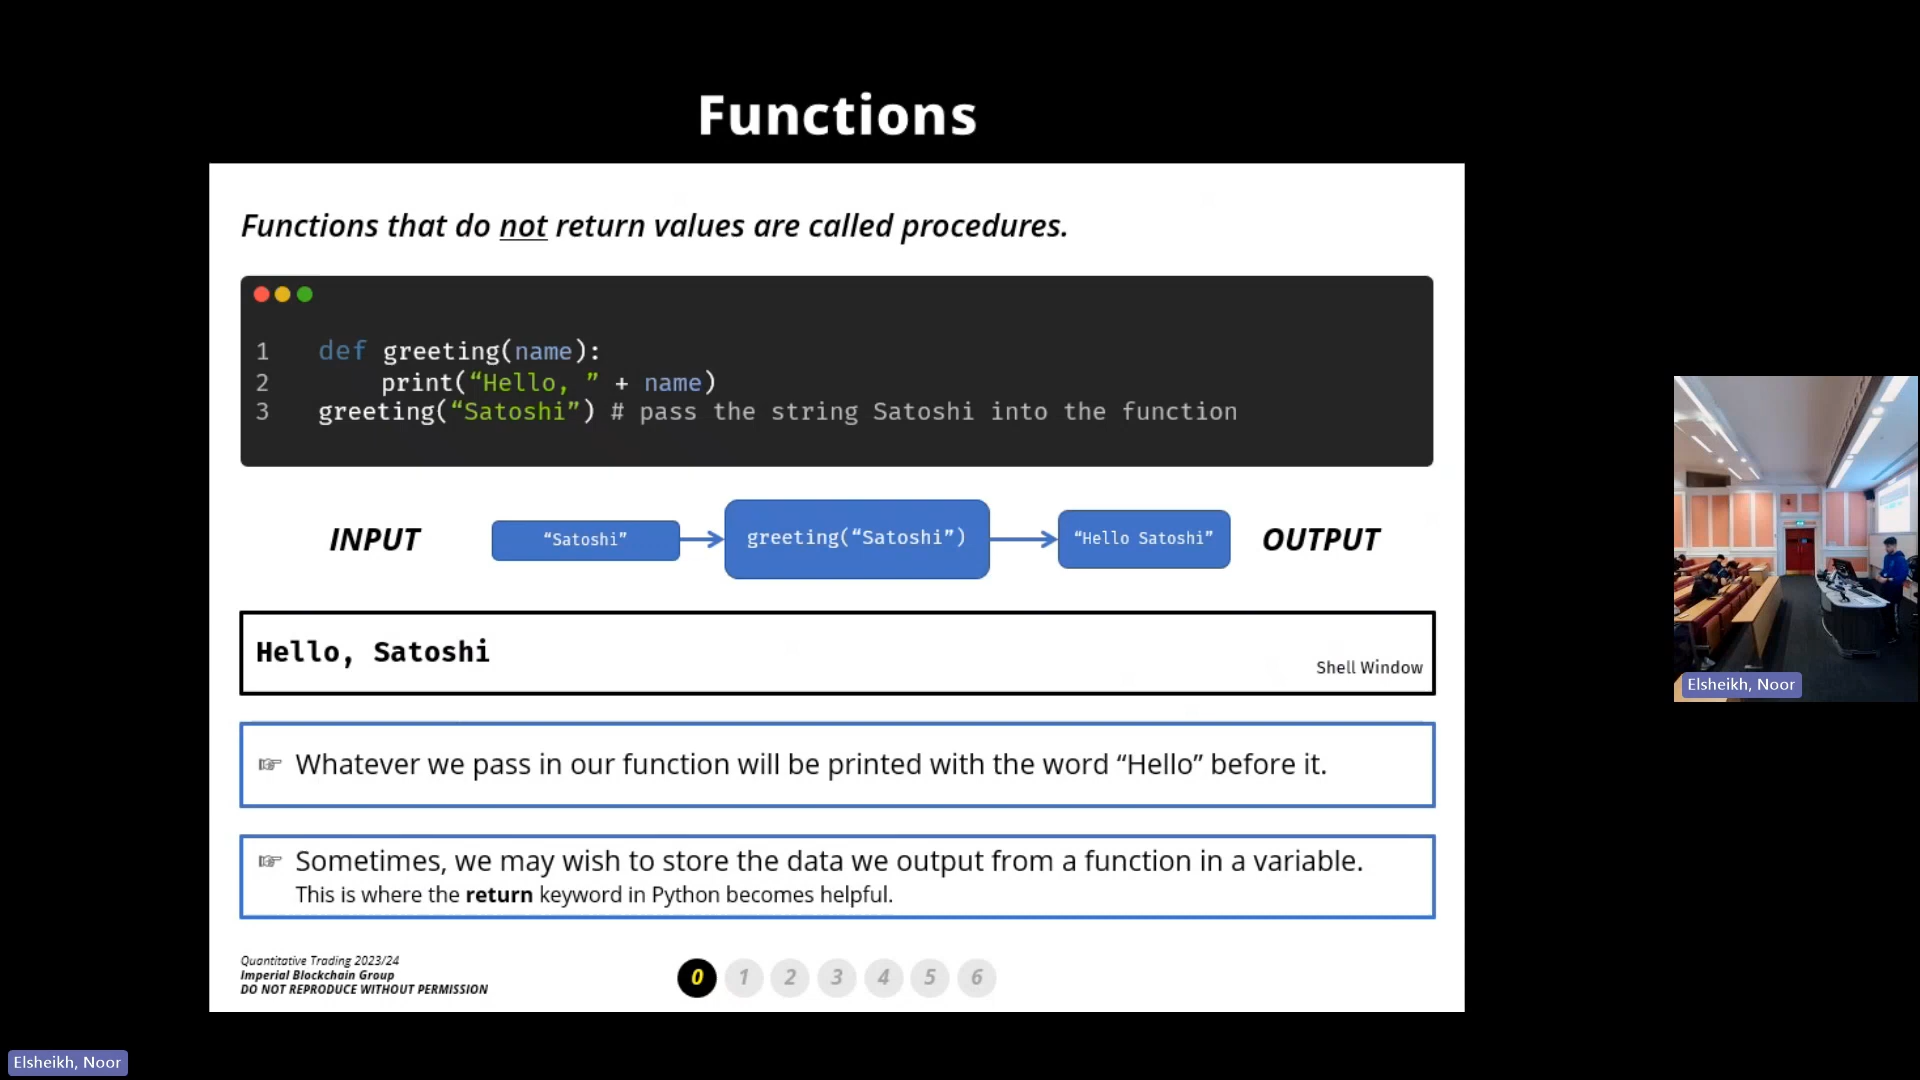 Functions
Functions that do not return values are called procedures.
1 def greeting(name):
2 print(“Hello, ” + name)
3 greeting(“Satoshi”) # pass the string Satoshi into the function
INPUT “Satoshi” greeting(“Satoshi”) “Hello Satoshi” OUTPUT
Hello, Satoshi
Shell Window
☞ Whatever we pass in our function will be printed with the word “Hello” before it.
☞ Sometimes, we may wish to store the data we output from a function in a variable.
This is where the return keyword in Python becomes helpful.
Quantitative Trading 2023/24
Imperial Blockchain Group
DO NOT REPRODUCE WITHOUT PERMISSION
0 1 2 3 4 5 6
Elsheikh, Noor
Elsheikh, Noor